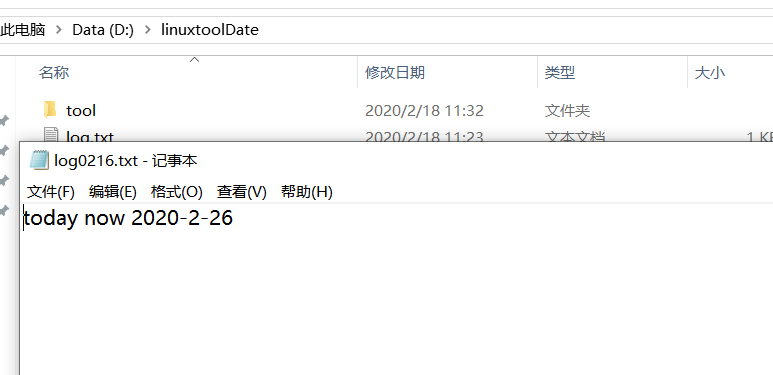 此电脑 > Data (D:) > linuxtoolDate
名称 修改日期 类型 大小
tool 2020/2/18 11:32 文件夹
log.txt 2020/2/18 11:23 文本文档 1 KB
log0216.txt - 记事本
文件(F) 编辑(E) 格式(O) 查看(V) 帮助(H)
today now 2020-2-26